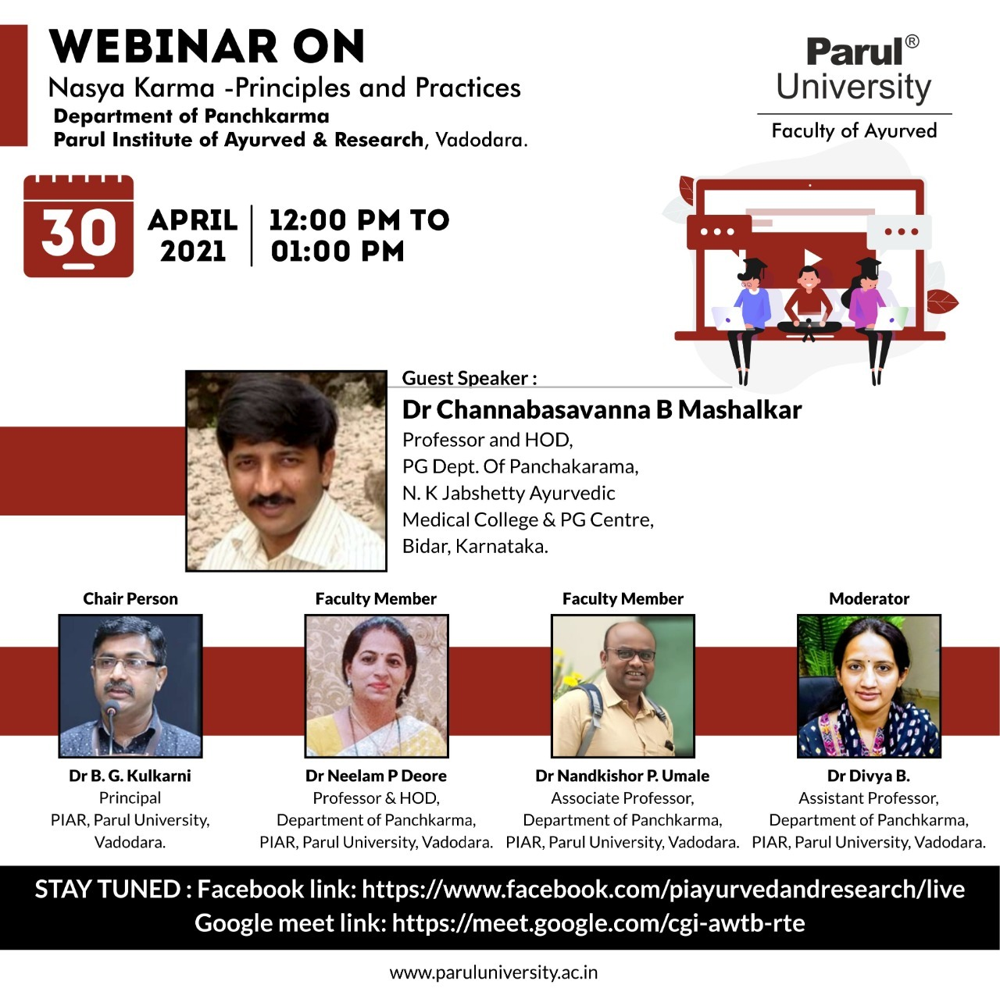 WEBINAR ON
Nasya Karma -Principles and Practices
Department of Panchkarma
Parul Institute of Ayurved & Research, Vadodara.
Parul®
University
Faculty of Ayurved
30
APRIL
2021
12:00 PM TO
01:00 PM
Guest Speaker :
Dr Channabasavanna B Mashalkar
Professor and HOD,
PG Dept. Of Panchakarama,
N. K Jabshetty Ayurvedic
Medical College & PG Centre,
Bidar, Karnataka.
Chair Person
Dr B. G. Kulkarni
Principal
PIAR, Parul University,
Vadodara.
Faculty Member
Dr Neelam P Deore
Professor & HOD,
Department of Panchkarma,
PIAR, Parul University, Vadodara.
Faculty Member
Dr Nandkishor P. Umale
Associate Professor,
Department of Panchkarma,
PIAR, Parul University, Vadodara.
Moderator
Dr Divya B.
Assistant Professor,
Department of Panchkarma,
PIAR, Parul University, Vadodara.
STAY TUNED : Facebook link: https://www.facebook.com/piayurvedandresearch/live
Google meet link: https://meet.google.com/cgi-awtb-rte
www.paruluniversity.ac.in